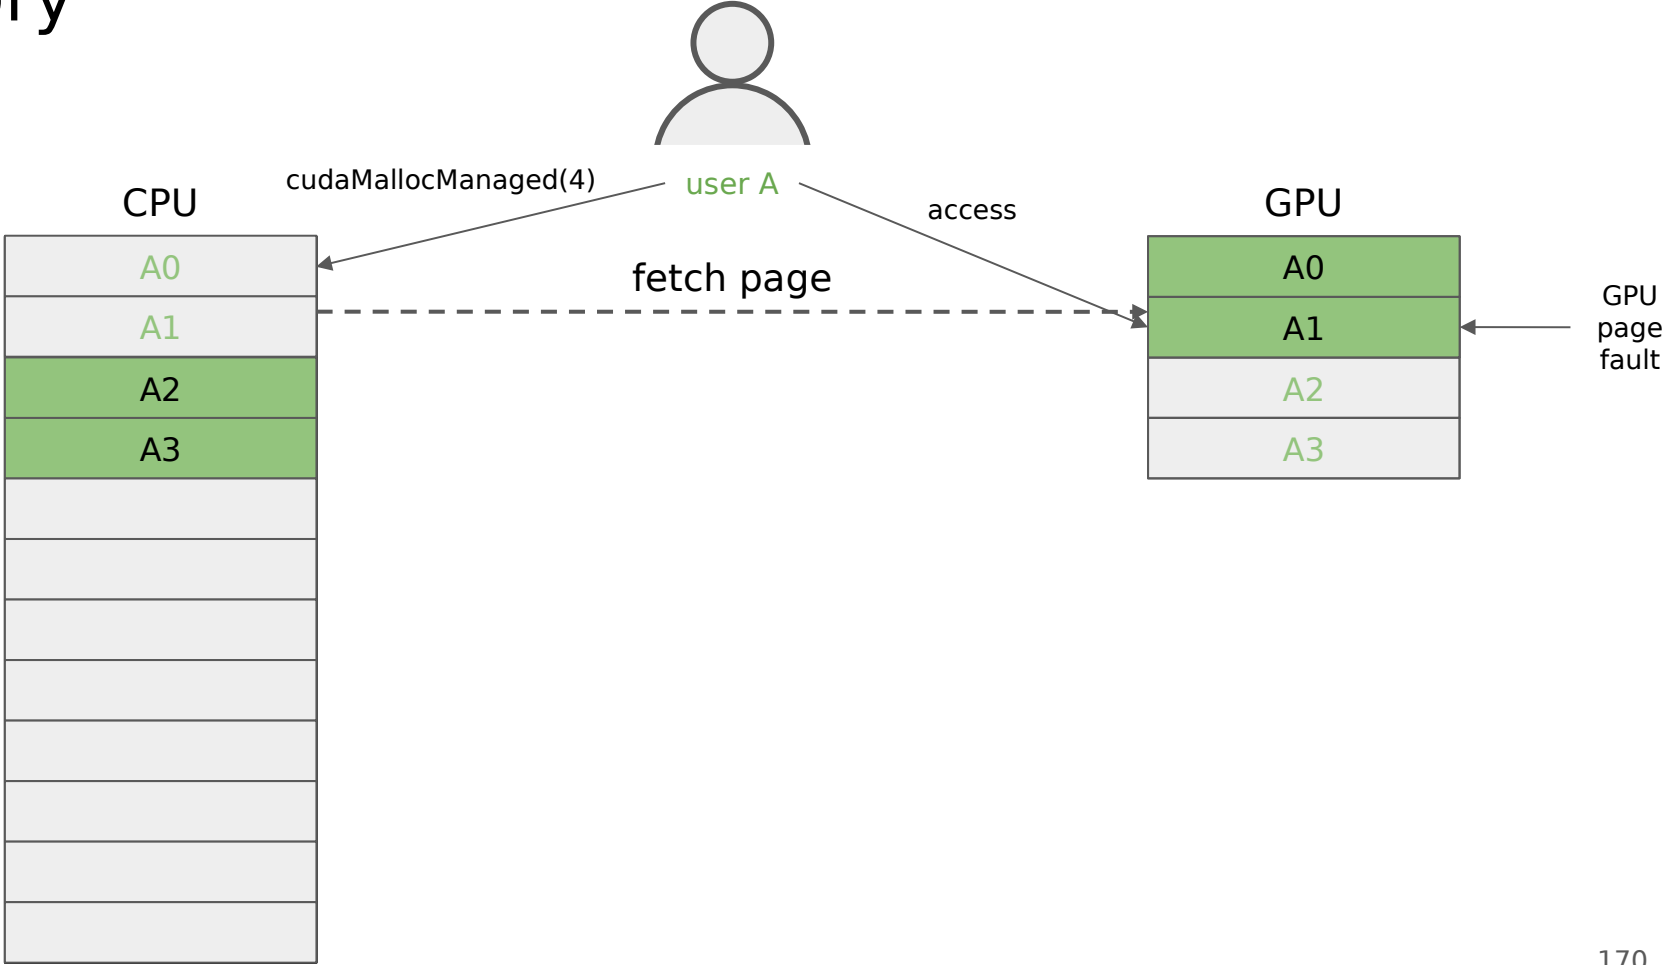 user A
cudaMallocManaged(4)
access
CPU
GPU
fetch page
A0
A1
A2
A3
A0
A1
A2
A3
GPU
page
fault
170